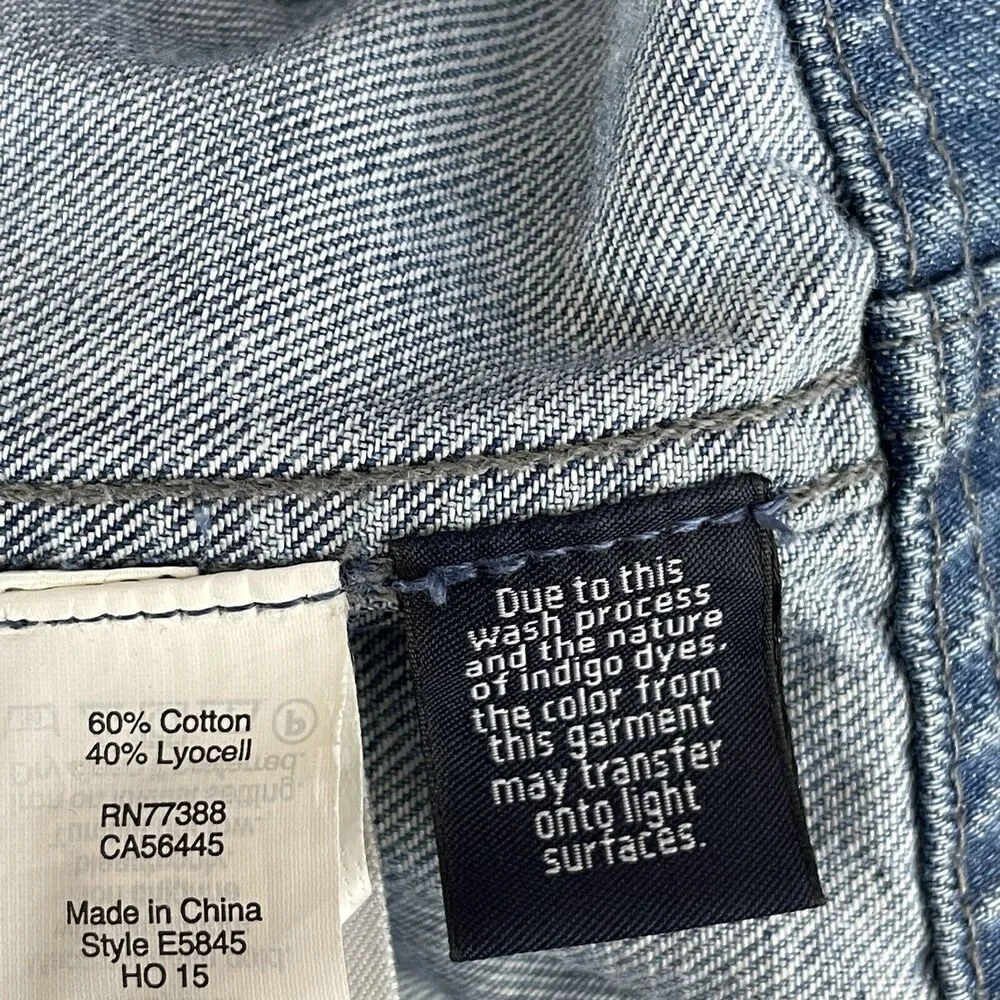 60% Cotton
40% Lyocell
RN77388
CA56445
Made in China
Style E5845
HO 15
Due to this
wash process
and the nature
of indigo dyes.
the color from
this garment
may transfer
onto light
surfaces.